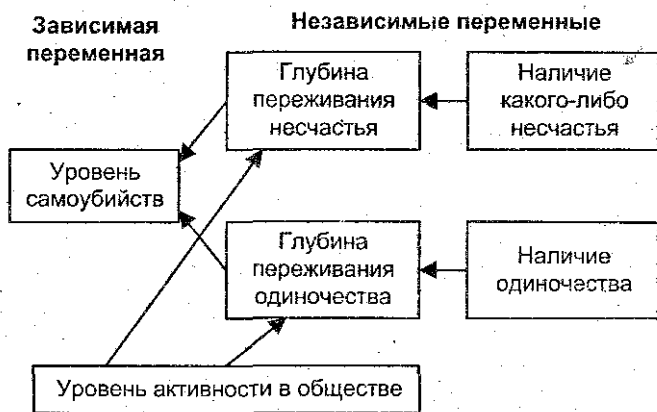 Зависимая
переменная
Независимые переменные
Глубина
переживания
несчастья
Наличие
какого-либо
несчастья
Уровень
самоубийств
Глубина
переживания
одиночества
Наличие
одиночества
Уровень активности в обществе